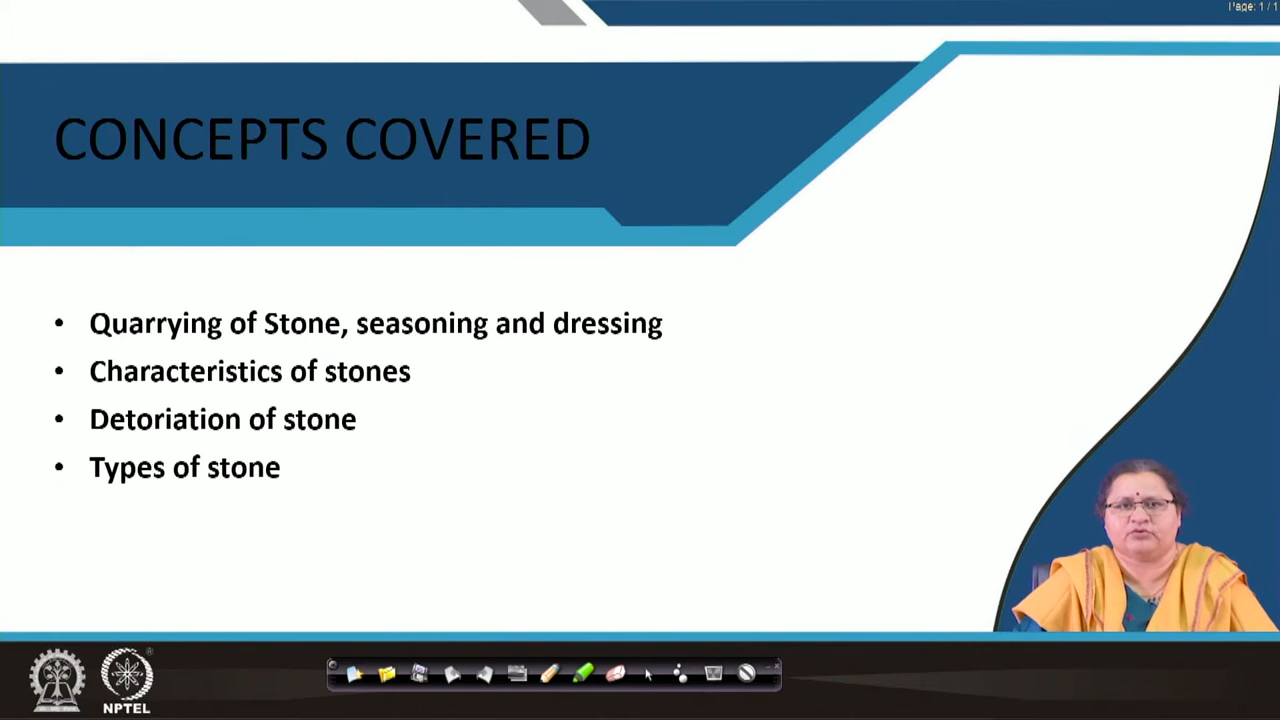 Page: 1 / 1
CONCEPTS COVERED
• Quarrying of Stone, seasoning and dressing
• Characteristics of stones
• Detoriation of stone
• Types of stone
NPTEL
®